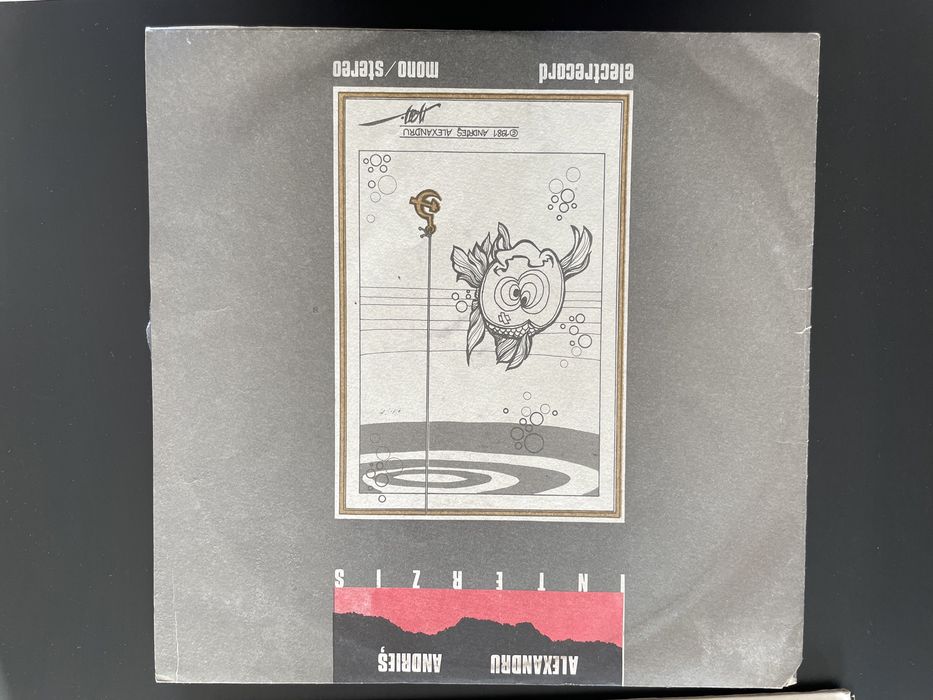 ALEXANDRU ANDRIEȘ
INTERZIS
© 1981 ANDRIEȘ ALEXANDRU
electrecord mono/stereo